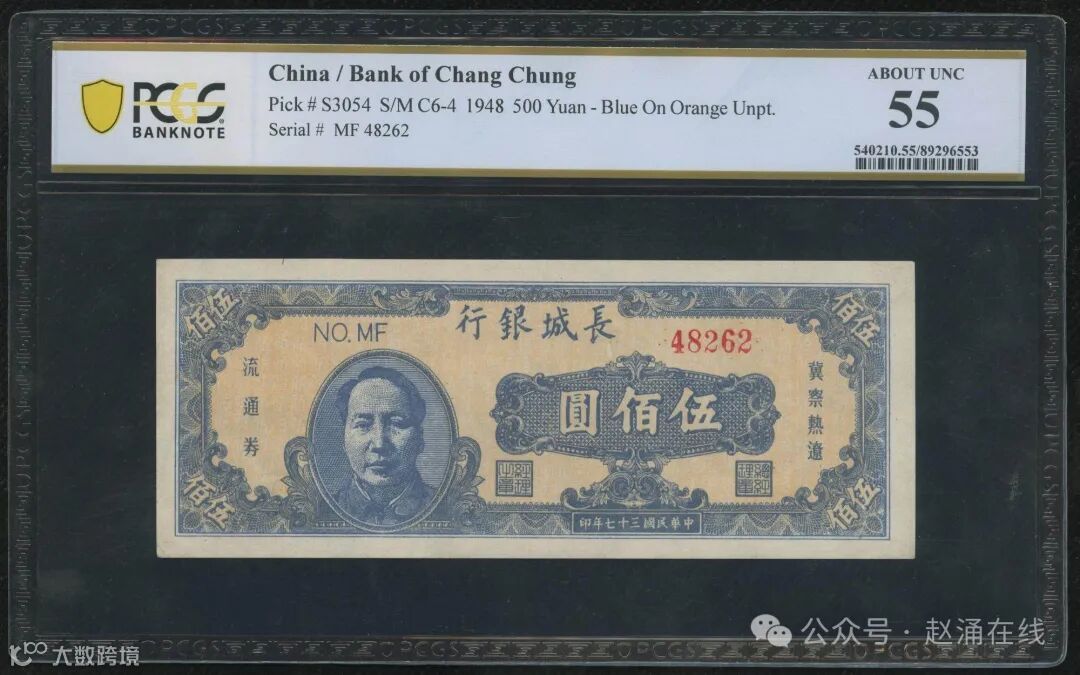 PCGS
BANKNOTE
China / Bank of Chang Chung
Pick # S3054 S/M C6-4 1948 500 Yuan - Blue On Orange Unpt.
Serial # MF 48262
ABOUT UNC
55
540210.55/89296553
伍佰
伍佰
行銀城長
NO. MF
48262
流通券
冀察熱遼
圓佰伍
佰伍
佰伍
印年七十三國民華中
公众号 · 赵涌在线
大数跨境